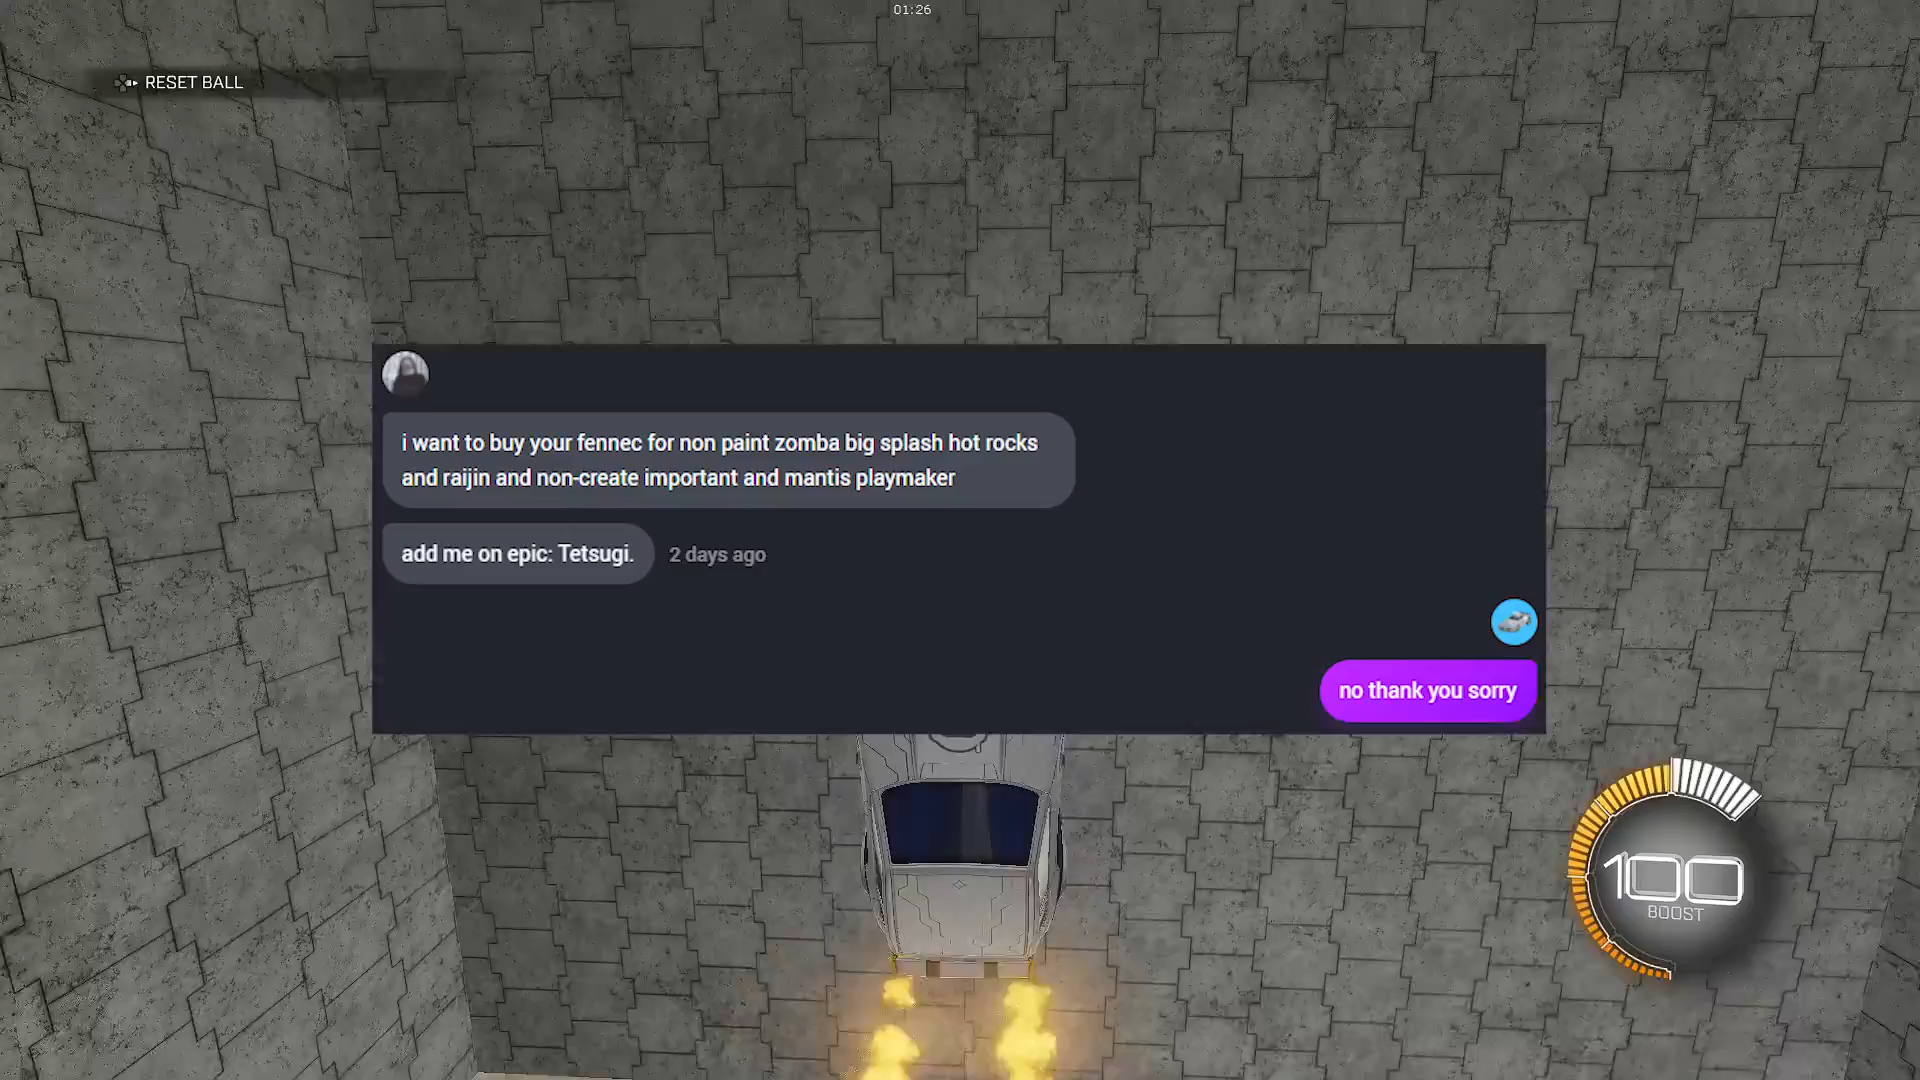 01:26
RESET BALL
i want to buy your fennec for non paint zomba big splash hot rocks
and raijin and non-create important and mantis playmaker
add me on epic: Tetsugi.
2 days ago
no thank you sorry
100
BOOST